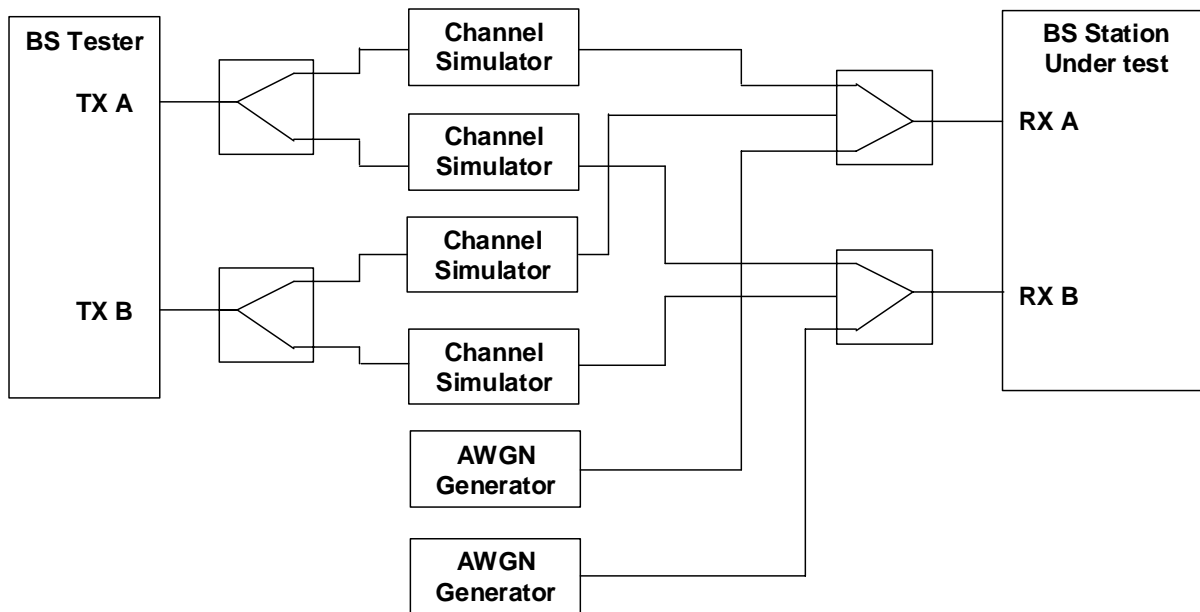 BS Tester
TX A
TX B
Channel
Simulator
Channel
Simulator
Channel
Simulator
Channel
Simulator
AWGN
Generator
AWGN
Generator
BS Station
Under test
RX A
RX B